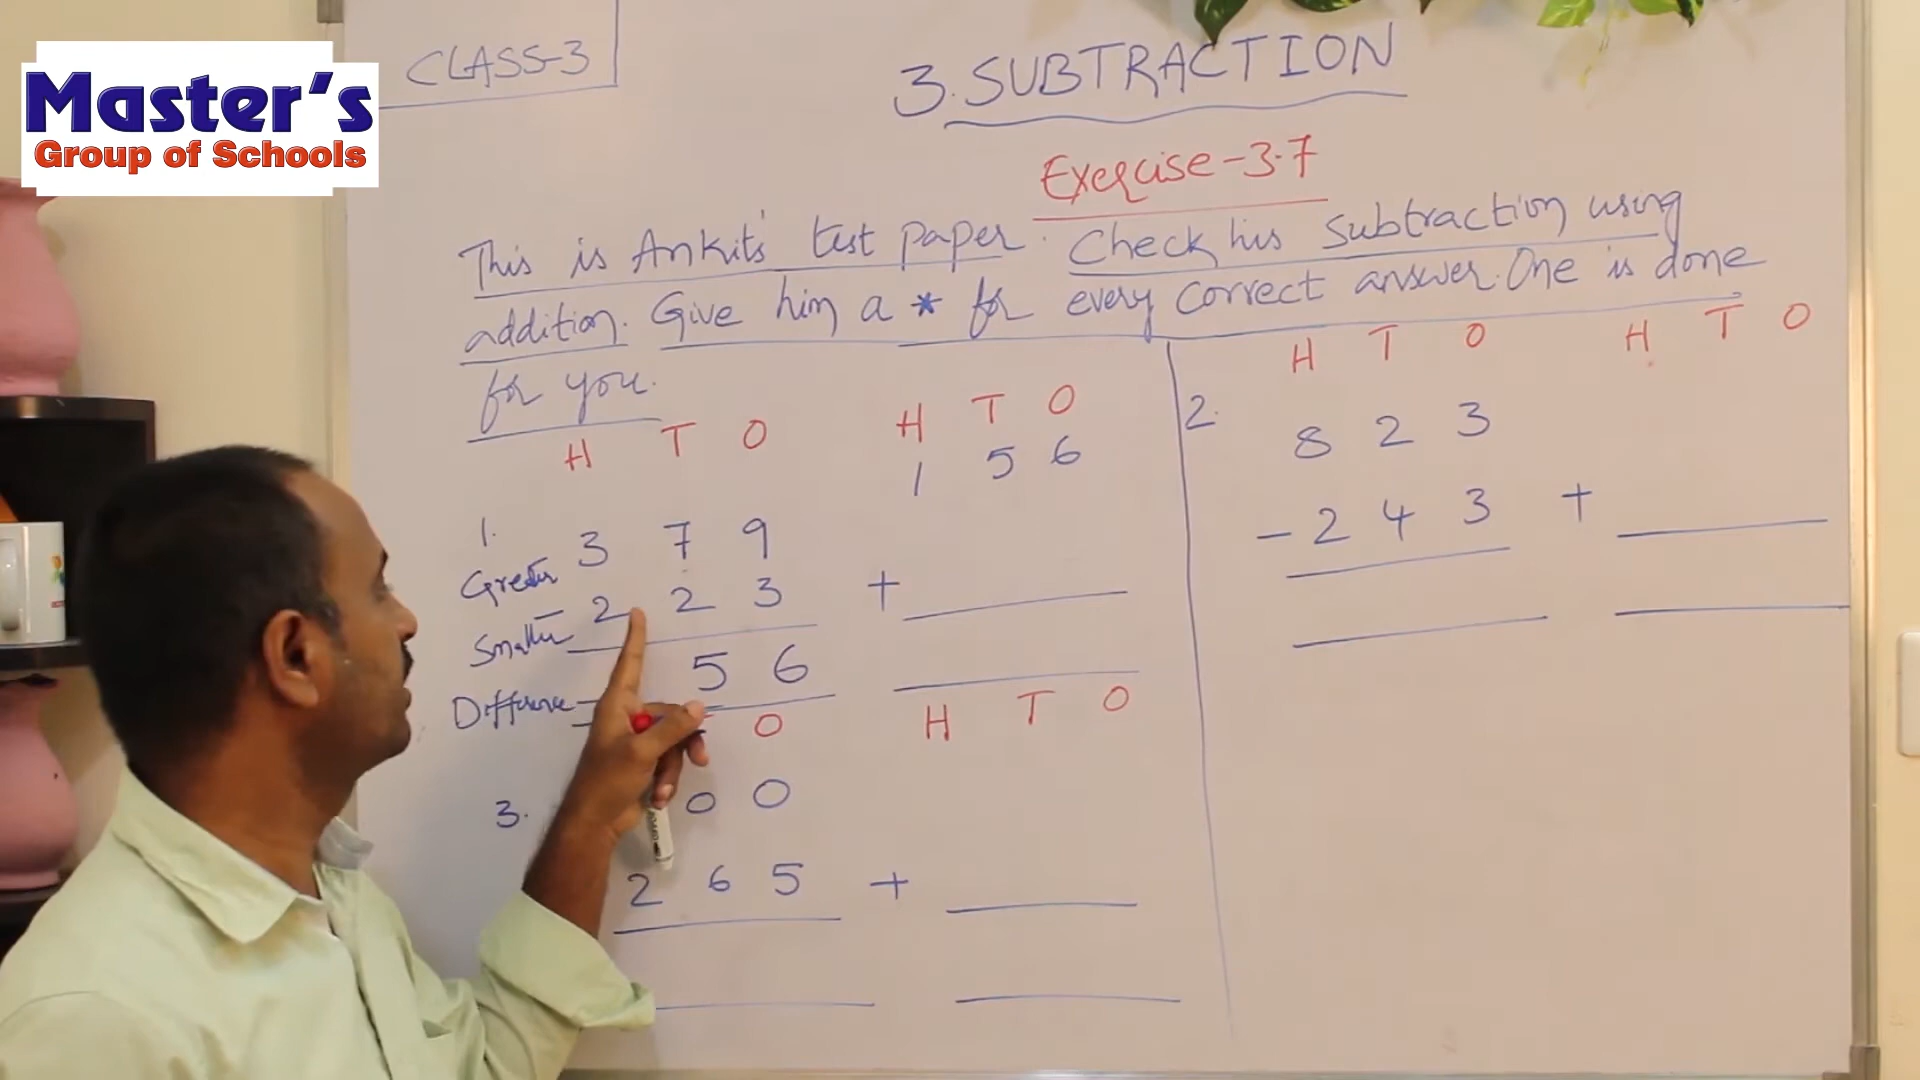 Master's
Group of Schools
CLASS-3
3. SUBTRACTION
Exercise-3.7
This is Ankit's test paper. Check his subtraction using
addition. Give him a * for every correct answer. One is done
for you.
H T O
H T O
1 5 6
1.
Greater 3 7 9
Smaller - 2 2 3
+
Difference 5 6
O
H T O
3.
0 0
2 6 5 +
H T O
H T O
2.
8 2 3
- 2 4 3 +